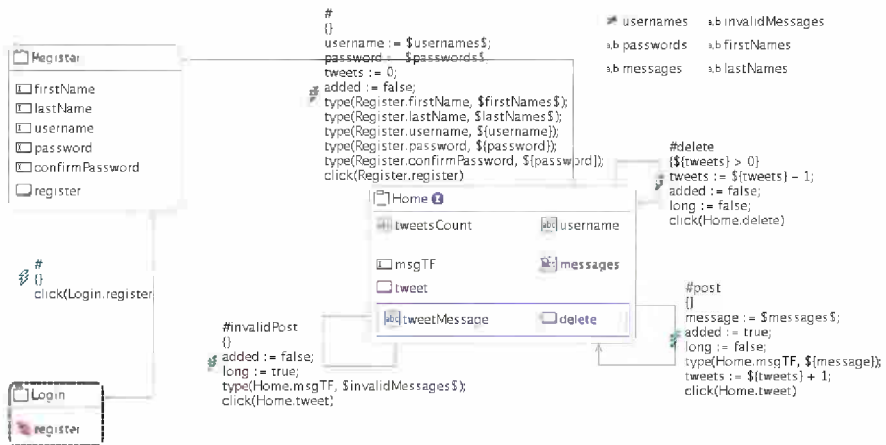 Register
firstName
lastName
username
password
confirmPassword
register
#
{}
username := $usernames$;
password := $passwords$
tweets := 0;
added := false;
type(Register.firstName, $firstNames$);
type(Register.lastName, $lastNames$);
type(Register.username, ${username});
type(Register.password, ${password});
type(Register.confirmPassword, ${password});
click(Register.register)
usernames a,b invalidMessages
a,b passwords a,b firstNames
a,b messages a,b lastNames
#delete
{${tweets} > 0}
tweets := ${tweets} - 1;
added := false;
long := false;
click(Home.delete)
Home
tweetsCount abc username
msgTF messages
tweet
abc tweetMessage delete
#
{}
click(Login.register
#invalidPost
{}
added := false;
long := true;
type(Home.msgTF, $invalidMessages$);
click(Home.tweet)
#post
{}
message := $messages$;
added := true;
long := false;
type(Home.msgTF, ${message});
tweets := ${tweets} + 1;
click(Home.tweet)
Login
register